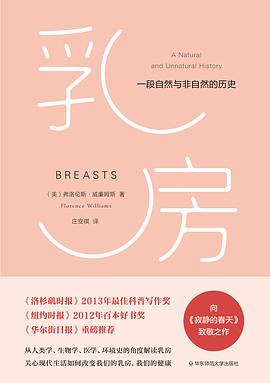 乳房
A Natural
and Unnatural History
一段自然与非自然的历史
BREASTS
（美）弗洛伦斯·威廉姆斯 著
Florence Williams
庄安祺 译
《洛杉矶时报》2013年最佳科普写作奖
《纽约时报》2012年百本好书奖
《华尔街日报》重磅推荐
向
《寂静的春天》
致敬之作
从人类学、生物学、医学、环境史的角度解读乳房
关心现代生活如何改变我们的乳房、我们的健康
华东师范大学出版社